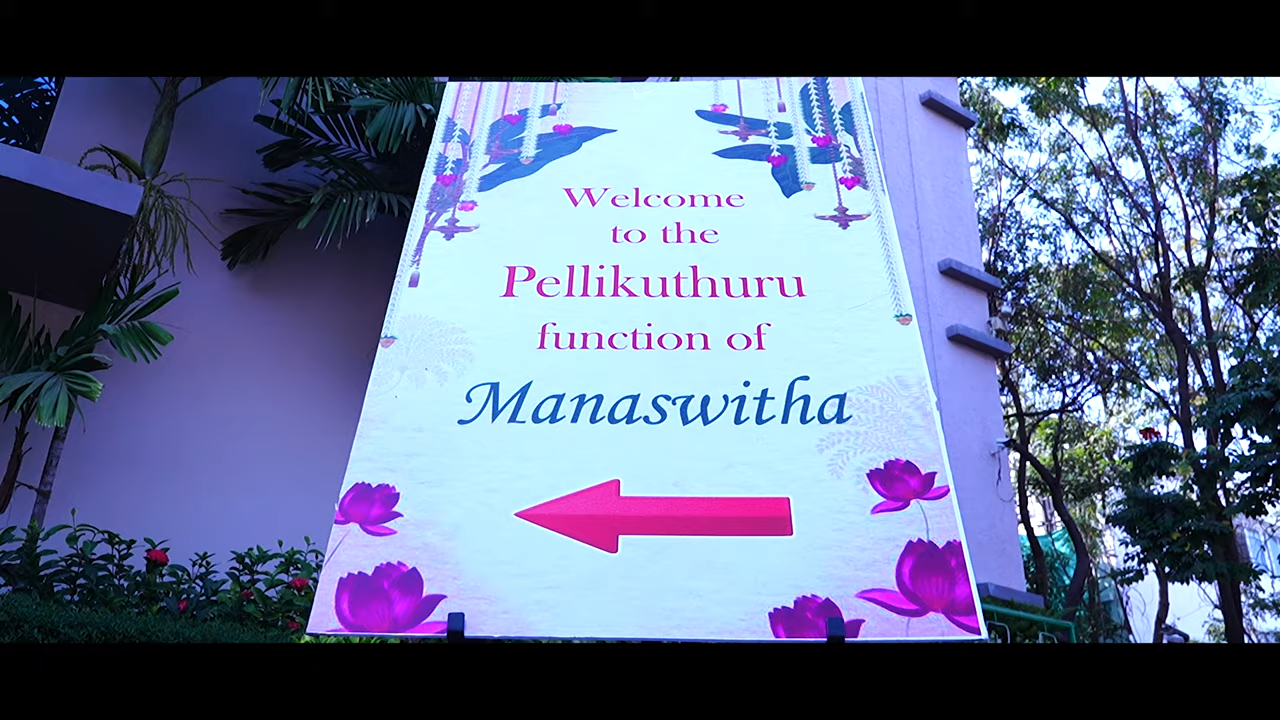 Welcome
to the
Pellikuthuru
function of
Manaswitha